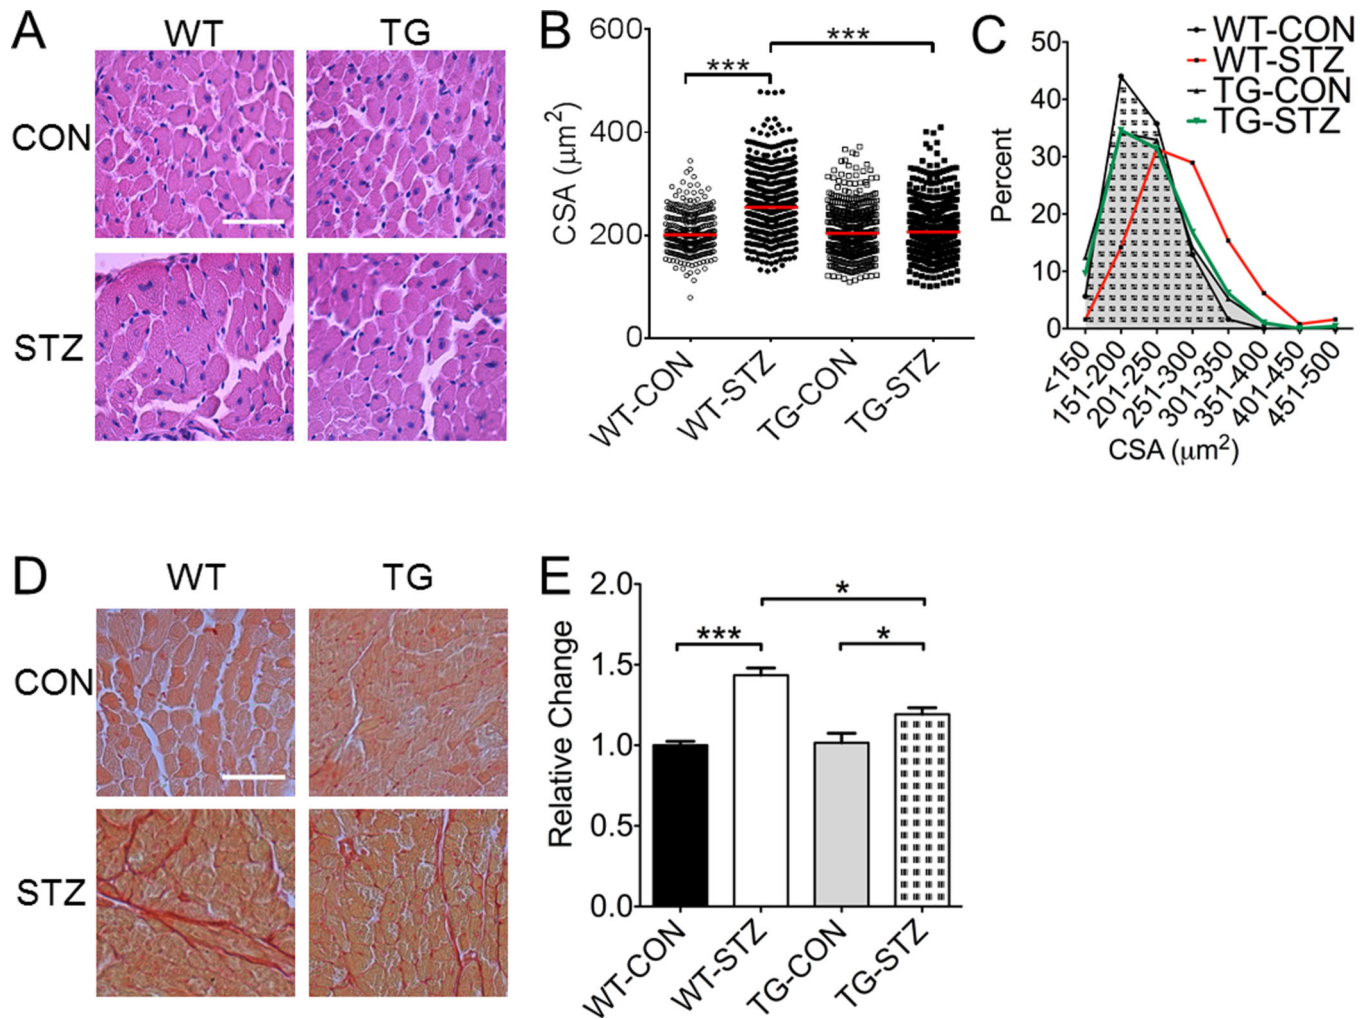 A
WT
TG
CON
STZ
B
CSA (μm²)
600
400
200
0
***
***
WT-CON
WT-STZ
TG-CON
TG-STZ
C
WT-CON
WT-STZ
TG-CON
TG-STZ
Percent
50
40
30
20
10
0
<150
151-200
201-250
251-300
301-350
351-400
401-450
451-500
CSA (μm²)
D
WT
TG
CON
STZ
E
Relative Change
2.0
1.5
1.0
0.5
0.0
***
*
*
WT-CON
WT-STZ
TG-CON
TG-STZ